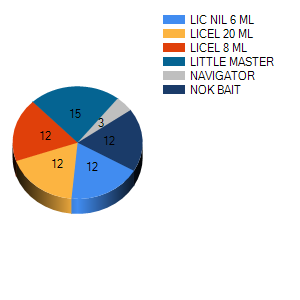 LIC NIL 6 ML
LICEL 20 ML
LICEL 8 ML
LITTLE MASTER
NAVIGATOR
NOK BAIT
15
3
12
12
12
12